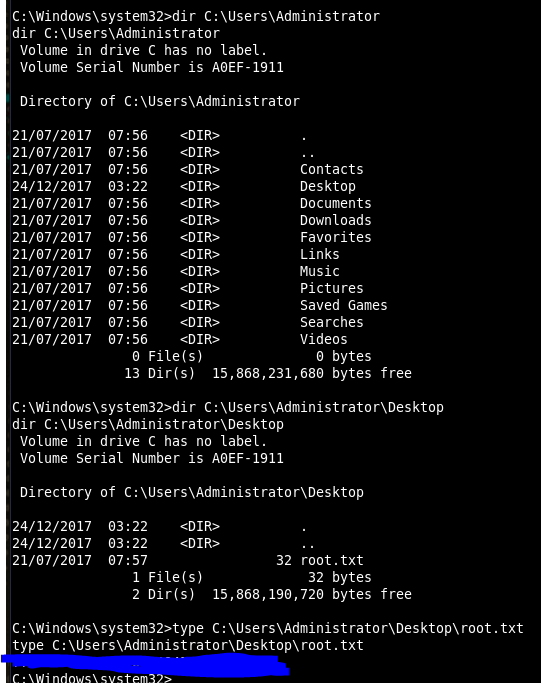 C:\Windows\system32>dir C:\Users\Administrator
dir C:\Users\Administrator
 Volume in drive C has no label.
 Volume Serial Number is A0EF-1911

 Directory of C:\Users\Administrator

21/07/2017  07:56    <DIR>          .
21/07/2017  07:56    <DIR>          ..
21/07/2017  07:56    <DIR>          Contacts
24/12/2017  03:22    <DIR>          Desktop
21/07/2017  07:56    <DIR>          Documents
21/07/2017  07:56    <DIR>          Downloads
21/07/2017  07:56    <DIR>          Favorites
21/07/2017  07:56    <DIR>          Links
21/07/2017  07:56    <DIR>          Music
21/07/2017  07:56    <DIR>          Pictures
21/07/2017  07:56    <DIR>          Saved Games
21/07/2017  07:56    <DIR>          Searches
21/07/2017  07:56    <DIR>          Videos
               0 File(s)              0 bytes
              13 Dir(s)  15,868,231,680 bytes free

C:\Windows\system32>dir C:\Users\Administrator\Desktop
dir C:\Users\Administrator\Desktop
 Volume in drive C has no label.
 Volume Serial Number is A0EF-1911

 Directory of C:\Users\Administrator\Desktop

24/12/2017  03:22    <DIR>          .
24/12/2017  03:22    <DIR>          ..
21/07/2017  07:57                32 root.txt
               1 File(s)             32 bytes
               2 Dir(s)  15,868,190,720 bytes free

C:\Windows\system32>type C:\Users\Administrator\Desktop\root.txt
type C:\Users\Administrator\Desktop\root.txt
C:\Windows\system32>